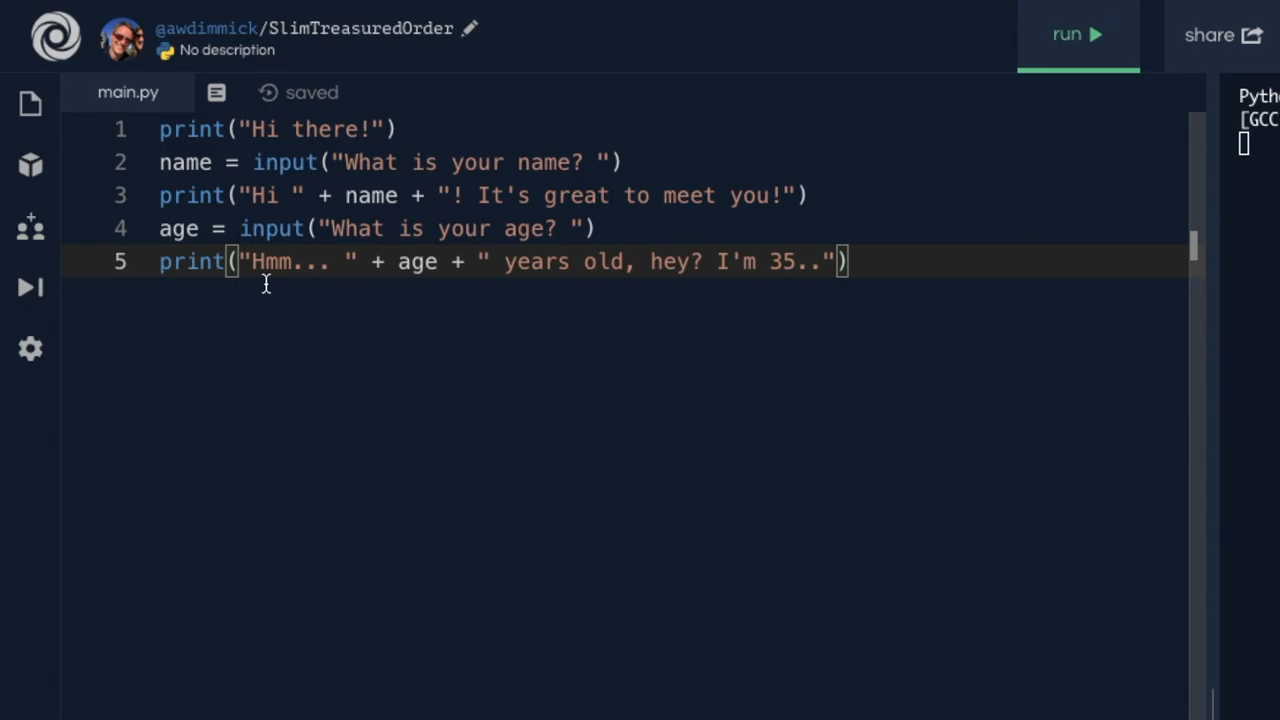 @awdimmick/SlimTreasuredOrder
No description
run
share
main.py
saved
1 print("Hi there!")
2 name = input("What is your name? ")
3 print("Hi " + name + "! It's great to meet you!")
4 age = input("What is your age? ")
5 print("Hmm... " + age + " years old, hey? I'm 35..")
Pyth
[GCC